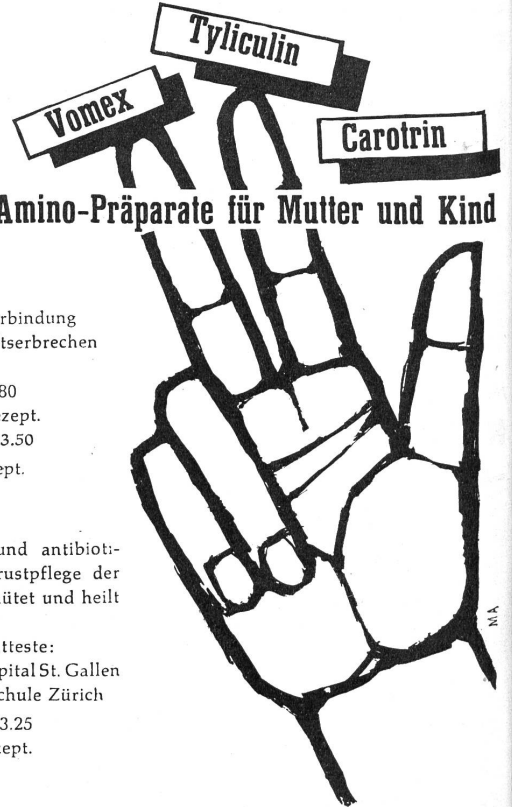 Tyliculin
Vomex
Carotrin
Amino-Präparate für Mutter und Kind
rbindung
tserbrechen
80
zept.
3.50
ept.
und antibioti-
rustpflege der
ütet und heilt
tteste:
pital St. Gallen
chule Zürich
3.25
zept.
MA